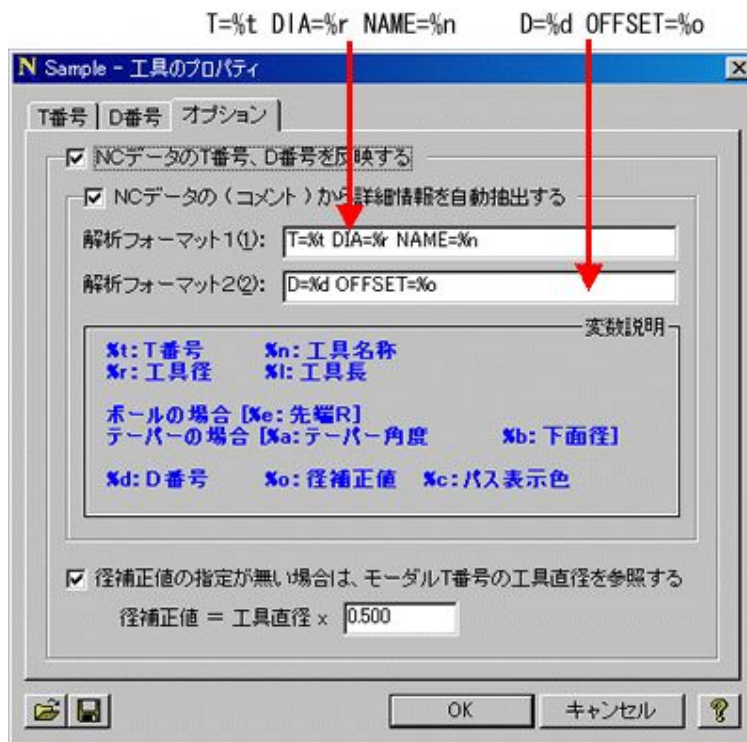 T=%t DIA=%r NAME=%n D=%d OFFSET=%o
N Sample - 工具のプロパティ
T番号 D番号 オプション
NCデータのT番号、D番号を反映する
NCデータの（コメント）から詳細情報を自動抽出する
解析フォーマット1(1): T=%t DIA=%r NAME=%n
解析フォーマット2(2): D=%d OFFSET=%o
変数説明
%t:T番号 %n:工具名称
%r:工具径 %l:工具長
ボールの場合 [%e:先端R]
テーパーの場合 [%a:テーパー角度 %b:下面径]
%d:D番号 %o:径補正値 %c:パス表示色
径補正値の指定が無い場合は、モーダルT番号の工具直径を参照する
径補正値 = 工具直径 x 0.500
OK キャンセル